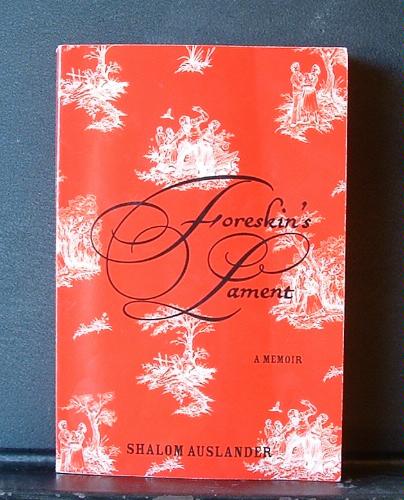 Foreskin's
Lament
A MEMOIR
SHALOM AUSLANDER